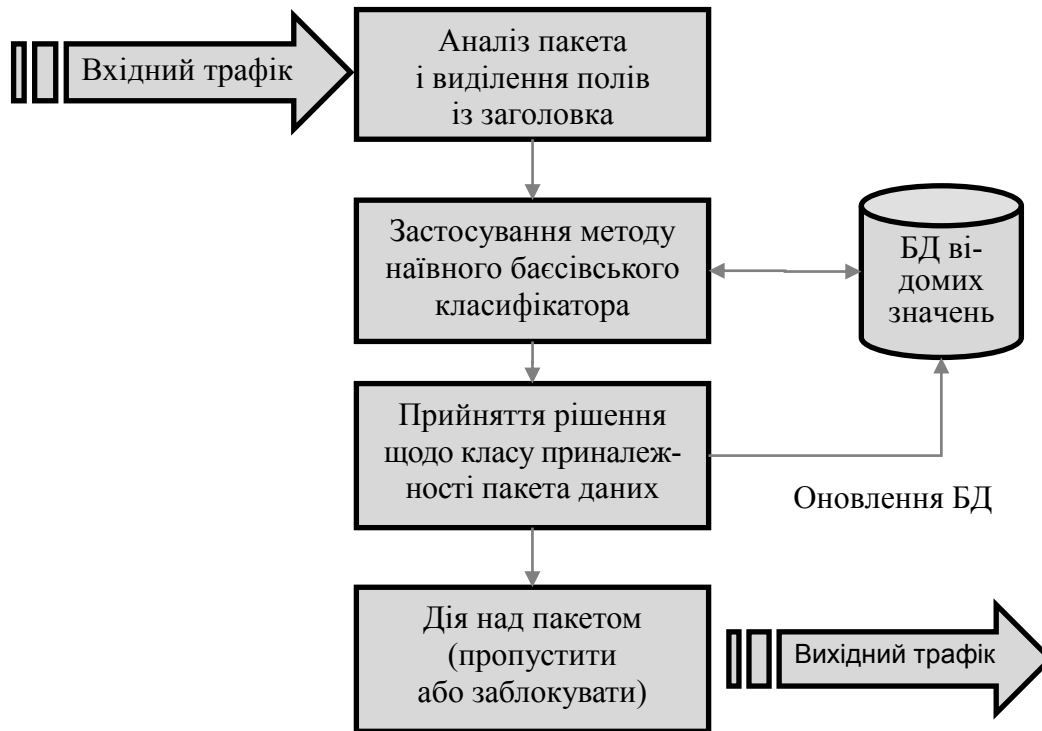 Вхідний трафік
Аналіз пакета
і виділення полів
із заголовка
Застосування методу
наївного баєсівського
класифікатора
БД ві-
домих
значень
Прийняття рішення
щодо класу приналеж-
ності пакета даних
Оновлення БД
Дія над пакетом
(пропустити
або заблокувати)
Вихідний трафік